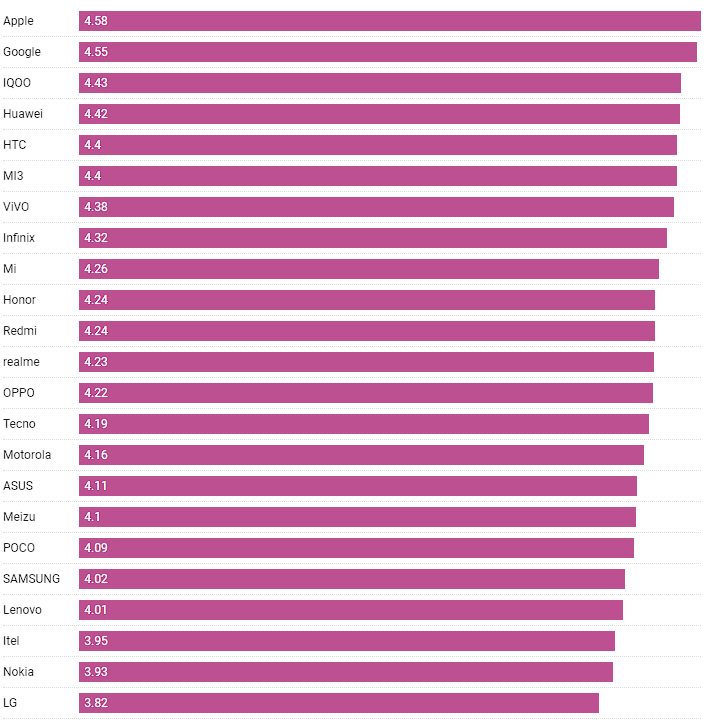 Apple 4.58
Google 4.55
IQOO 4.43
Huawei 4.42
HTC 4.4
MI3 4.4
ViVO 4.38
Infinix 4.32
Mi 4.26
Honor 4.24
Redmi 4.24
realme 4.23
OPPO 4.22
Tecno 4.19
Motorola 4.16
ASUS 4.11
Meizu 4.1
POCO 4.09
SAMSUNG 4.02
Lenovo 4.01
Itel 3.95
Nokia 3.93
LG 3.82